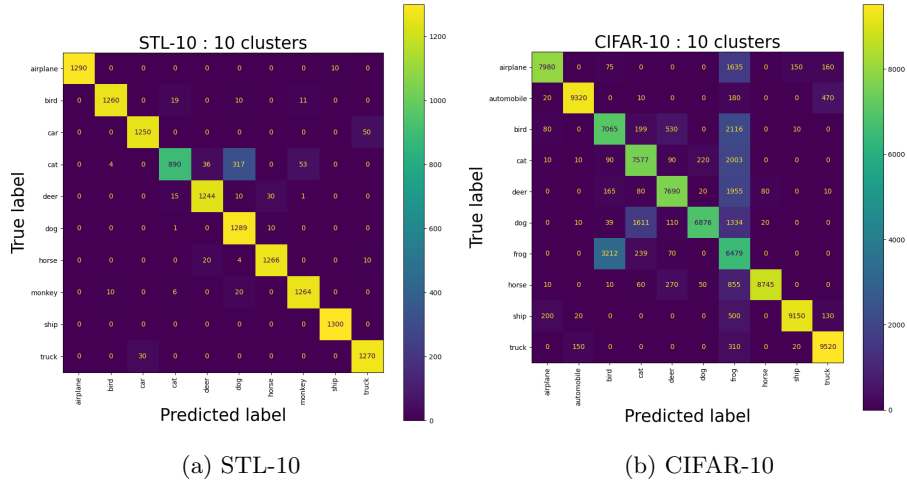 STL-10 : 10 clusters
True label
airplane 1290 0 0 0 0 0 0 0 10 0
bird 0 1260 0 19 0 10 0 11 0 0
car 0 0 1250 0 0 0 0 0 0 50
cat 0 4 0 890 36 317 0 53 0 0
deer 0 0 0 15 1244 10 30 1 0 0
dog 0 0 0 1 0 1289 10 0 0 0
horse 0 0 0 0 20 4 1266 0 0 10
monkey 0 10 0 6 0 20 0 1264 0 0
ship 0 0 0 0 0 0 0 0 1300 0
truck 0 0 30 0 0 0 0 0 0 1270
airplane bird car cat deer dog horse monkey ship truck
Predicted label
1200
1000
800
600
400
200
0
(a) STL-10
CIFAR-10 : 10 clusters
True label
airplane 7980 0 75 0 0 0 1635 0 150 160
automobile 20 9320 0 10 0 0 180 0 0 470
bird 80 0 7065 199 530 0 2116 0 10 0
cat 10 10 90 7577 90 220 2003 0 0 0
deer 0 0 165 80 7690 20 1955 80 0 10
dog 0 10 39 1611 110 6876 1334 20 0 0
frog 0 0 3212 239 70 0 6479 0 0 0
horse 10 0 10 60 270 50 855 8745 0 0
ship 200 20 0 0 0 0 500 0 9150 130
truck 0 150 0 0 0 0 310 0 20 9520
airplane automobile bird cat deer dog frog horse ship truck
Predicted label
8000
6000
4000
2000
0
(b) CIFAR-10